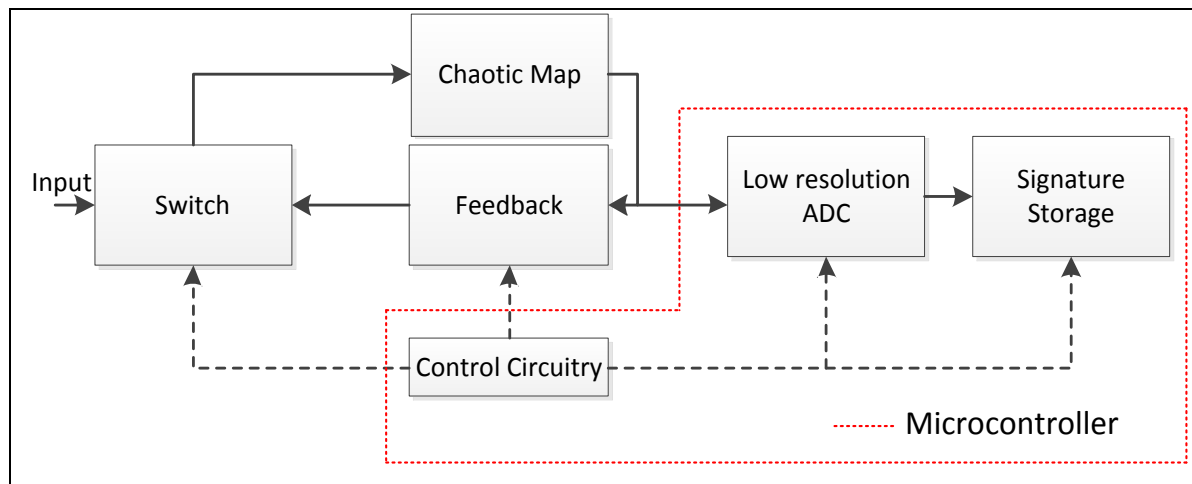 Chaotic Map
Input
Switch
Feedback
Low resolution
ADC
Signature
Storage
Control Circuitry
Microcontroller